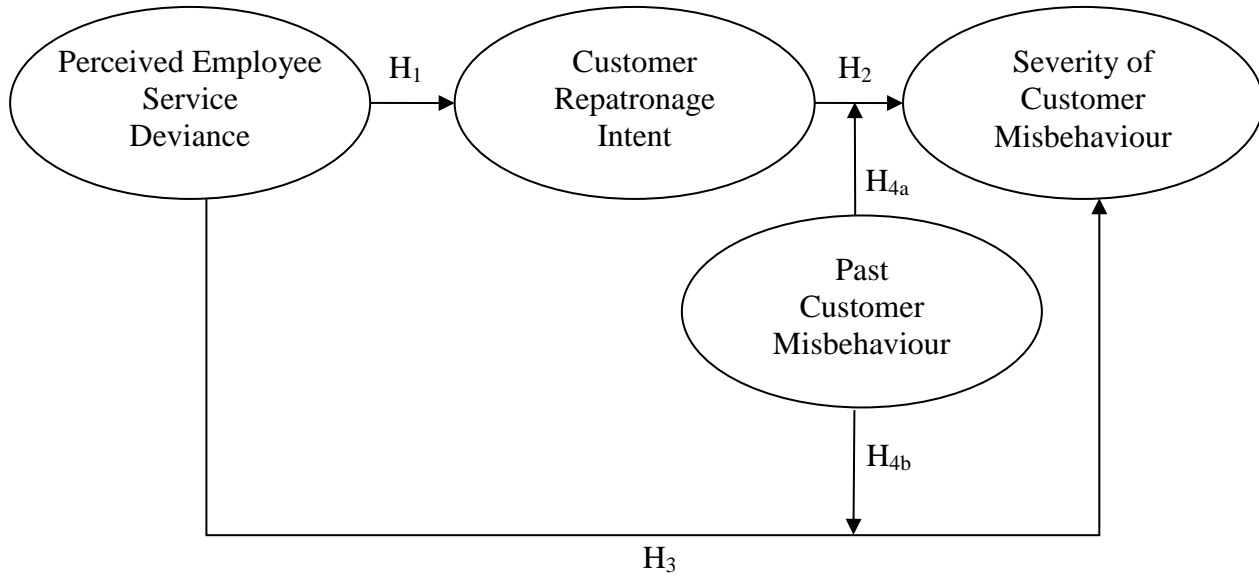 Perceived Employee
Service
Deviance
H₁
Customer
Repatronage
Intent
H₂
Severity of
Customer
Misbehaviour
H₄ₐ
Past
Customer
Misbehaviour
H₄b
H₃